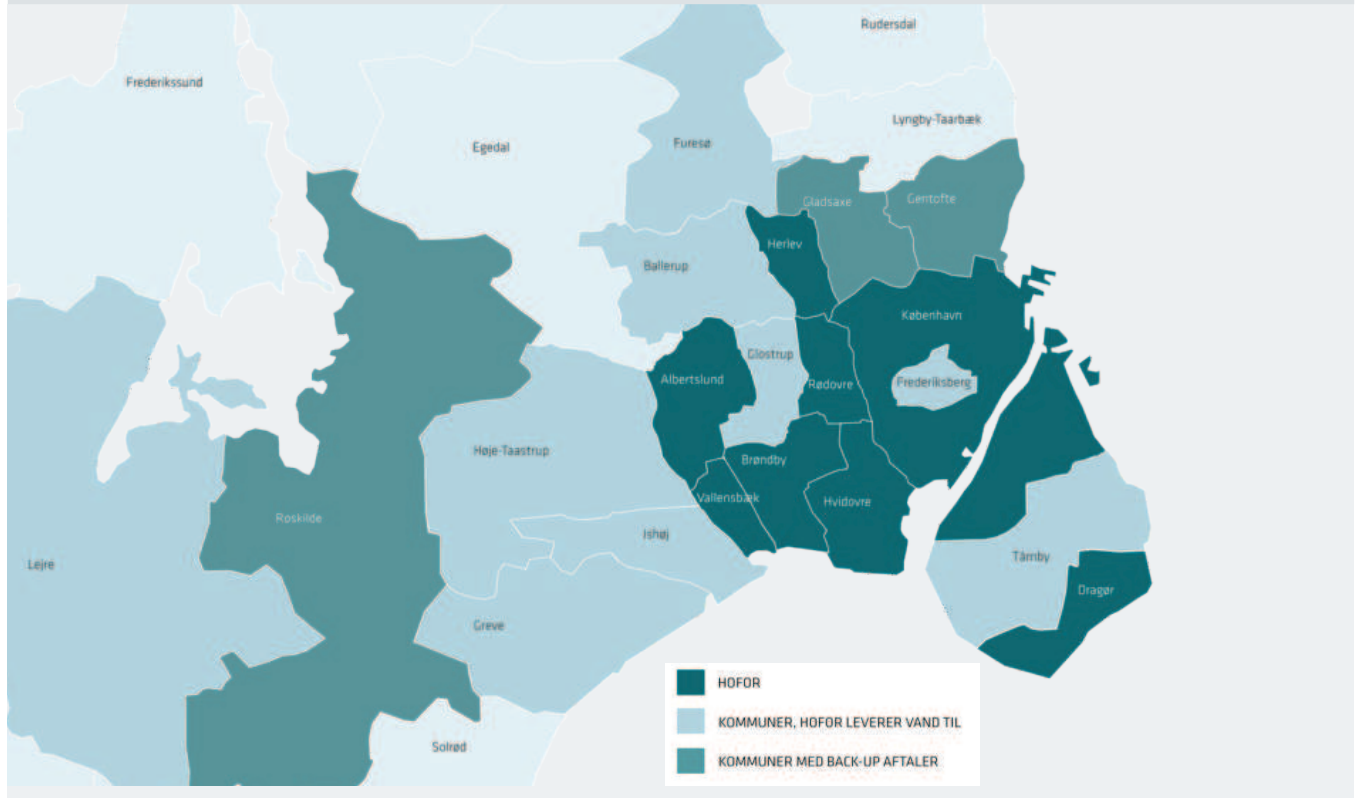 Rudersdal
Frederikssund
Lyngby-Taarbæk
Furesø
Egedal
Gladsaxe
Gentofte
Herlev
Ballerup
København
Glostrup
Albertslund
Rødovre
Frederiksberg
Høje-Taastrup
Brøndby
Vallensbæk
Hvidovre
Roskilde
Ishøj
Lejre
Tårnby
Dragør
Greve
Solrød
HOFOR
KOMMUNER, HOFOR LEVERER VAND TIL
KOMMUNER MED BACK-UP AFTALER